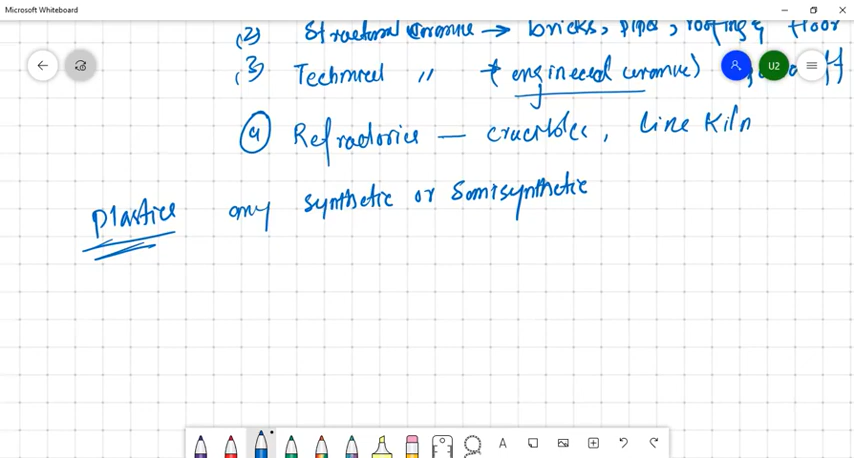 Microsoft Whiteboard
(2) Structural ceramic → bricks, pipes, roofing & floor
(3) Technical " * (engineered ceramic)
U2
(4) Refractories — crucibles, line Kiln
Plastics any synthetic or semisynthetic
A